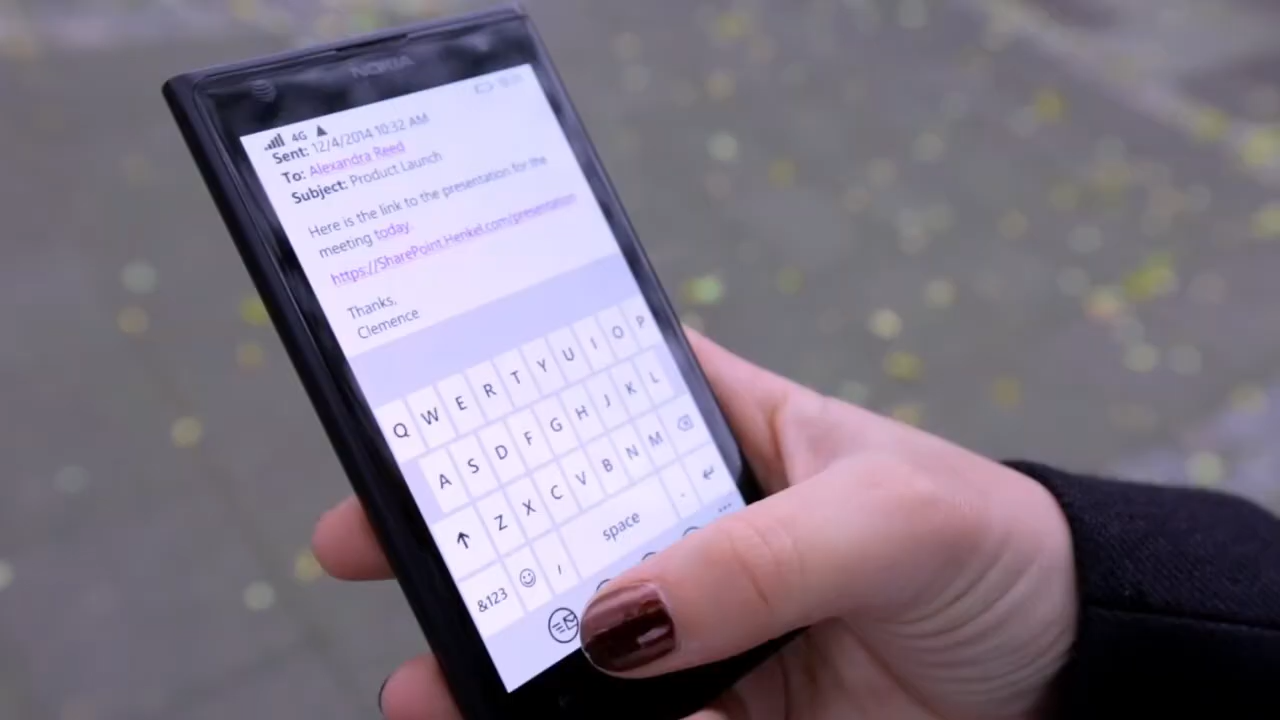 NOKIA
4G
Sent: 12/4/2014 10:32 AM
To: Alexandra Reed
Subject: Product Launch
Here is the link to the presentation for the
meeting today.
https://SharePoint.Henkel.com/presentation
Thanks,
Clemence
Q W E R T Y U I O P
A S D F G H J K L
Z X C V B N M
&123 , space .